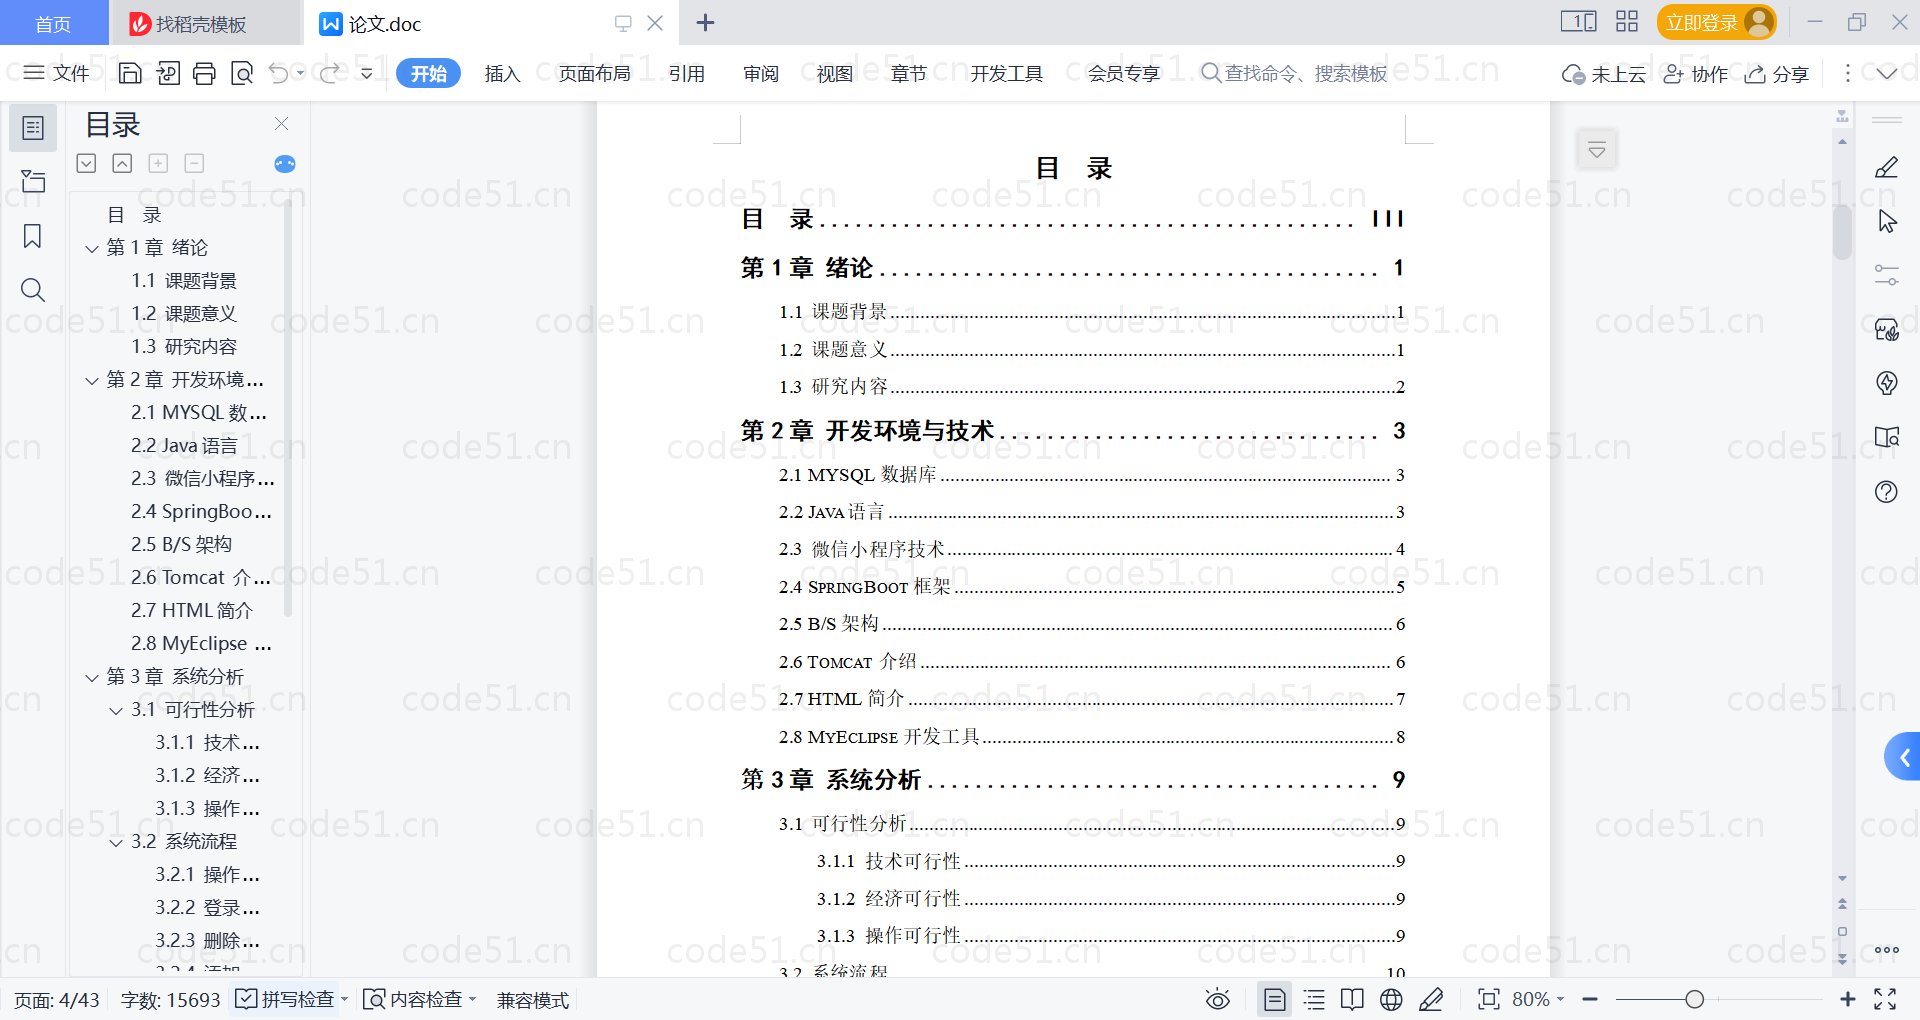 首页
找稻壳模板
论文.doc
立即登录
文件
开始
插入
页面布局
引用
审阅
视图
章节
开发工具
会员专享
查找命令、搜索模板
未上云
协作
分享
目录
目 录
第 1 章 绪论
1.1 课题背景
1.2 课题意义
1.3 研究内容
第 2 章 开发环境...
2.1 MYSQL 数...
2.2 Java 语言
2.3 微信小程序...
2.4 SpringBoo...
2.5 B/S 架构
2.6 Tomcat 介...
2.7 HTML 简介
2.8 MyEclipse ...
第 3 章 系统分析
3.1 可行性分析
3.1.1 技术...
3.1.2 经济...
3.1.3 操作...
3.2 系统流程
3.2.1 操作...
3.2.2 登录...
3.2.3 删除...
3.2.4 添加
目 录
目 录 III
第 1 章 绪论 1
1.1 课题背景 1
1.2 课题意义 1
1.3 研究内容 2
第 2 章 开发环境与技术 3
2.1 MYSQL 数据库 3
2.2 JAVA 语言 3
2.3 微信小程序技术 4
2.4 SPRINGBOOT 框架 5
2.5 B/S 架构 6
2.6 TOMCAT 介绍 6
2.7 HTML 简介 7
2.8 MYECLIPSE 开发工具 8
第 3 章 系统分析 9
3.1 可行性分析 9
3.1.1 技术可行性 9
3.1.2 经济可行性 9
3.1.3 操作可行性 9
3.2 系统流程 10
页面: 4/43
字数: 15693
拼写检查
内容检查
兼容模式
80%
code51.cn